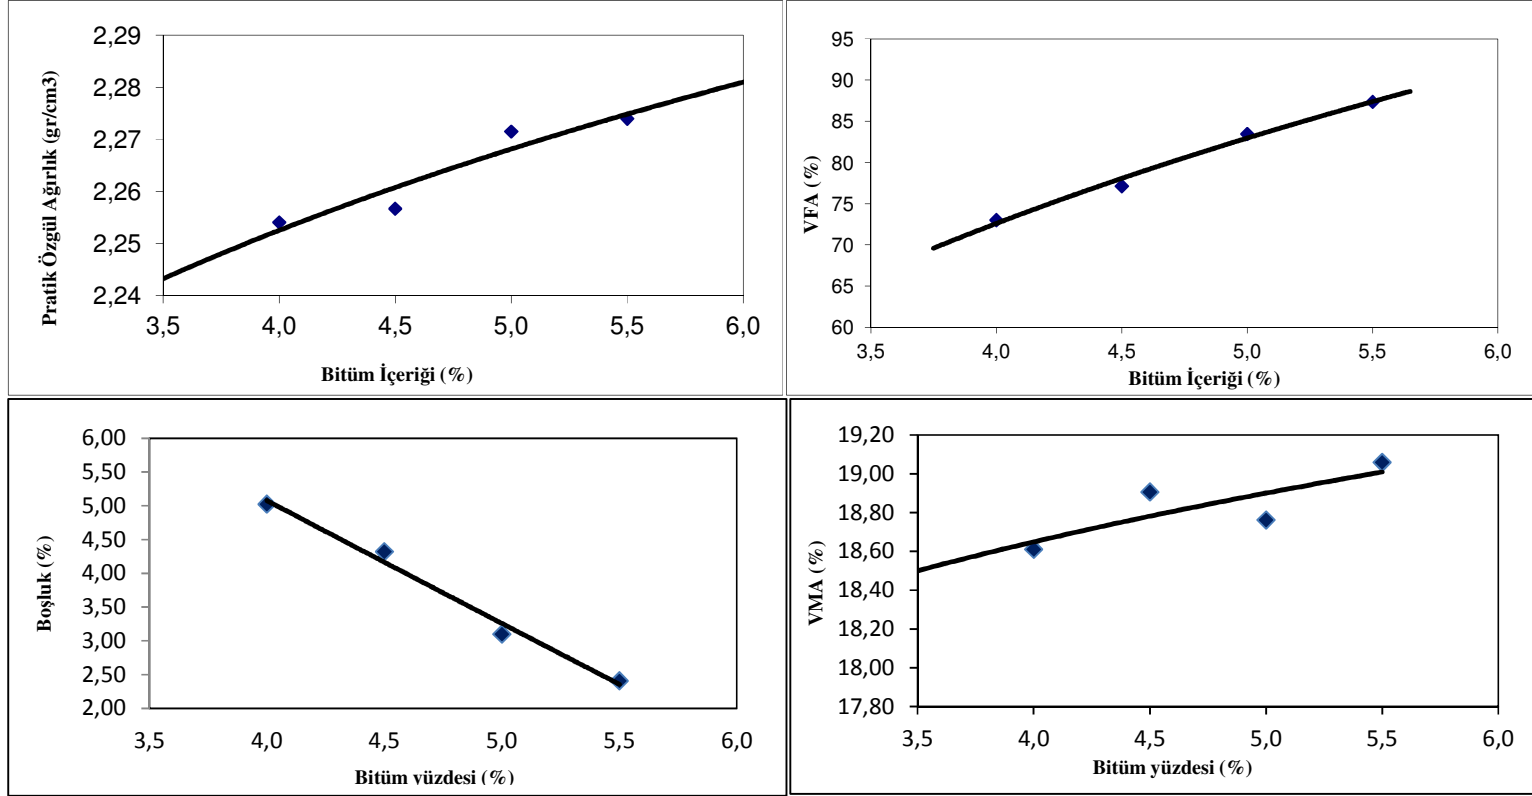 Pratik Özgül Ağırlık (gr/cm3)
2,29
2,28
2,27
2,26
2,25
2,24
3,5 4,0 4,5 5,0 5,5 6,0
Bitüm İçeriği (%)
VFA (%)
95
90
85
80
75
70
65
60
3,5 4,0 4,5 5,0 5,5 6,0
Bitüm İçeriği (%)
Boşluk (%)
6,00
5,50
5,00
4,50
4,00
3,50
3,00
2,50
2,00
3,5 4,0 4,5 5,0 5,5 6,0
Bitüm yüzdesi (%)
VMA (%)
19,20
19,00
18,80
18,60
18,40
18,20
18,00
17,80
3,5 4,0 4,5 5,0 5,5 6,0
Bitüm yüzdesi (%)